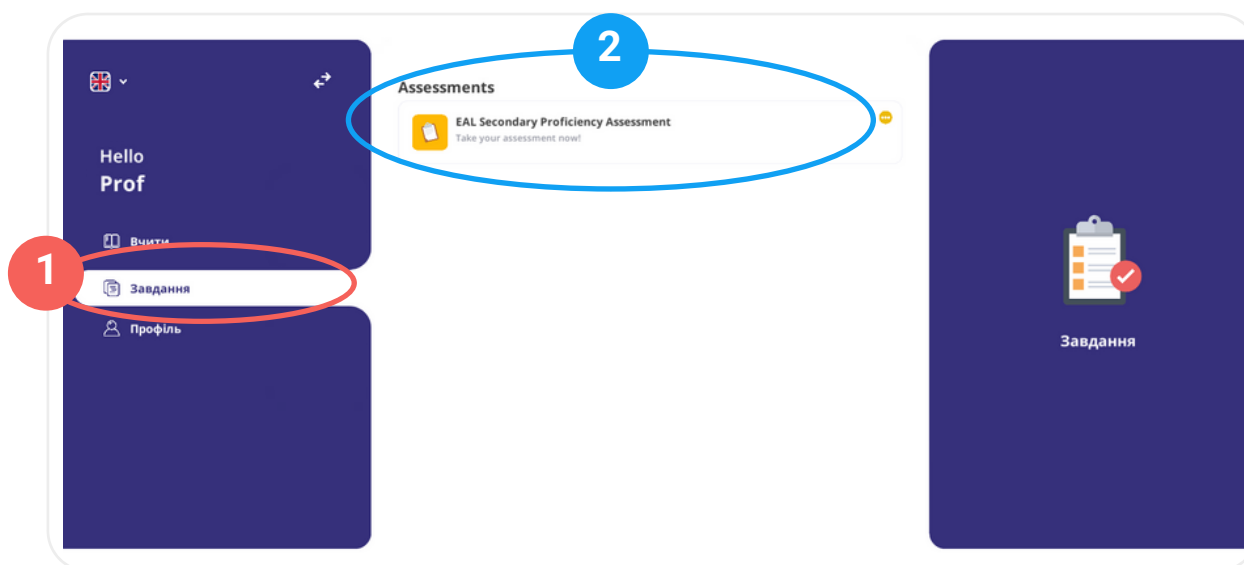 2
Assessments
EAL Secondary Proficiency Assessment
Take your assessment now!
Hello
Prof
Вчити
1
Завдання
Профіль
Завдання